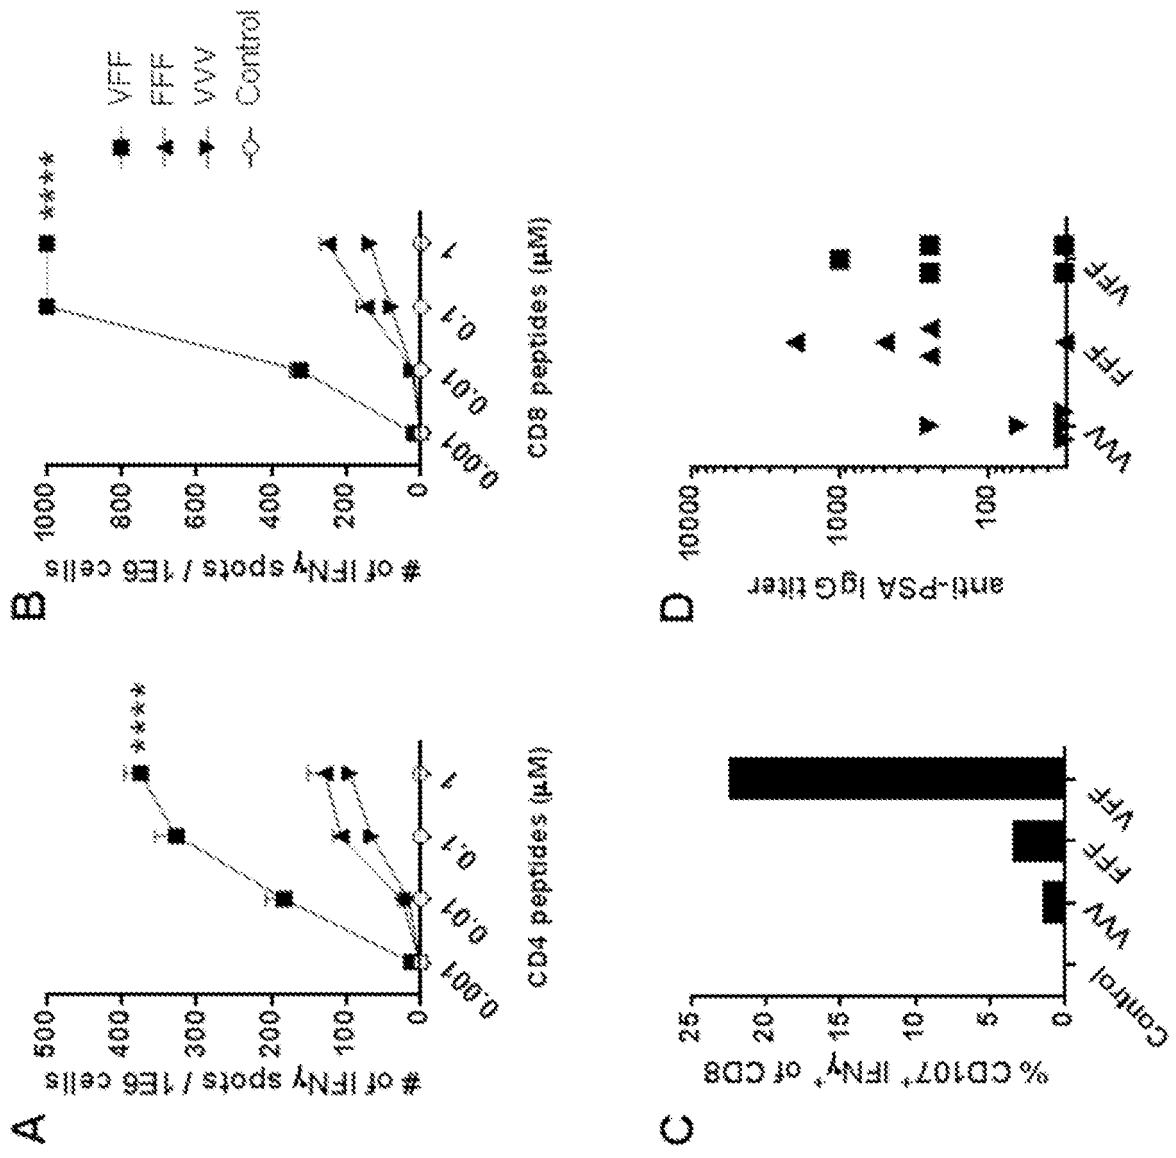 A
# of IFNγ spots / 1E6 cells
500
400
300
200
100
0
0.001
0.01
0.1
1
CD4 peptides (μM)
****
B
# of IFNγ spots / 1E6 cells
1000
800
600
400
200
0
0.001
0.01
0.1
1
CD8 peptides (μM)
****
VFF
FFF
VVV
Control
C
% CD107⁺ IFNγ⁺ of CD8
25
20
15
10
5
0
Control
VVV
FFF
VFF
D
anti-PSA IgG titer
10000
1000
100
VVV
FFF
VFF